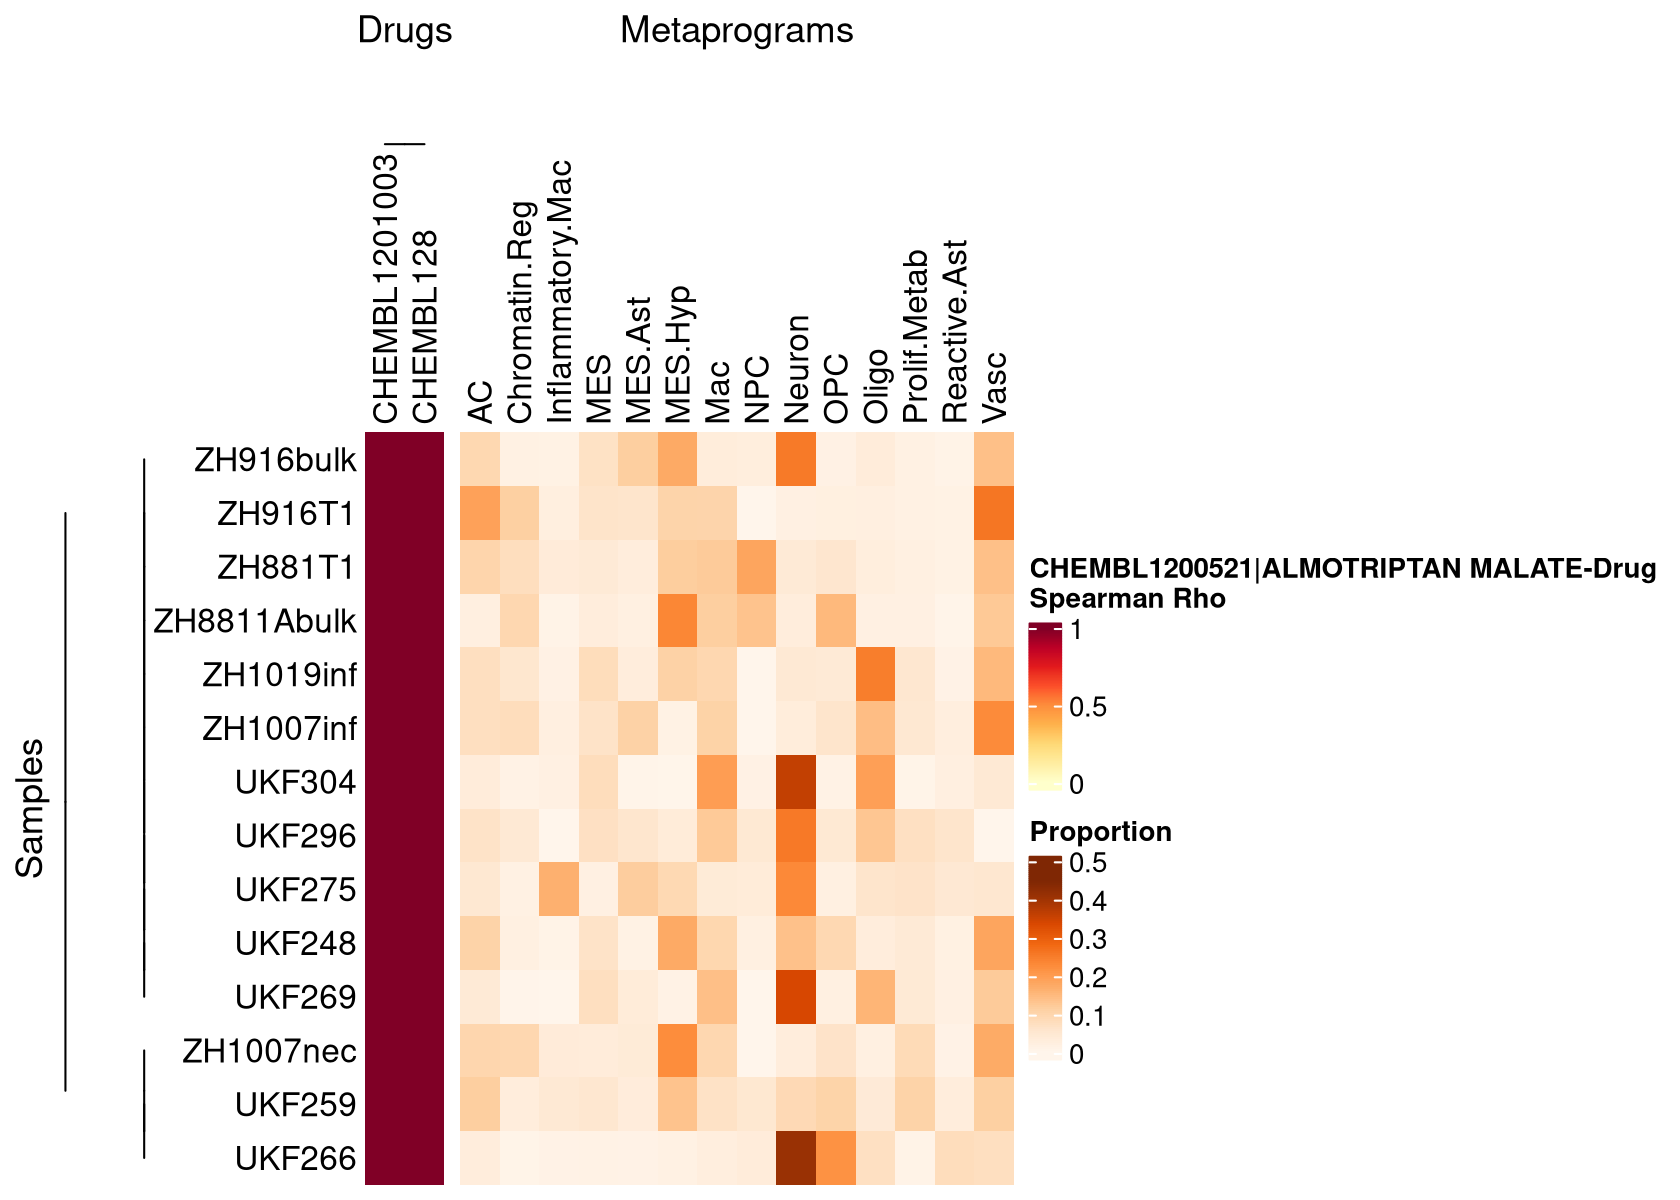 Drugs
Metaprograms
CHEMBL1201003
CHEMBL128
AC
Chromatin.Reg
Inflammatory.Mac
MES
MES.Ast
MES.Hyp
Mac
NPC
Neuron
OPC
Oligo
Prolif.Metab
Reactive.Ast
Vasc
Samples
ZH916bulk
ZH916T1
ZH881T1
ZH8811Abulk
ZH1019inf
ZH1007inf
UKF304
UKF296
UKF275
UKF248
UKF269
ZH1007nec
UKF259
UKF266
CHEMBL1200521|ALMOTRIPTAN MALATE-Drug
Spearman Rho
1
0.5
0
Proportion
0.5
0.4
0.3
0.2
0.1
0